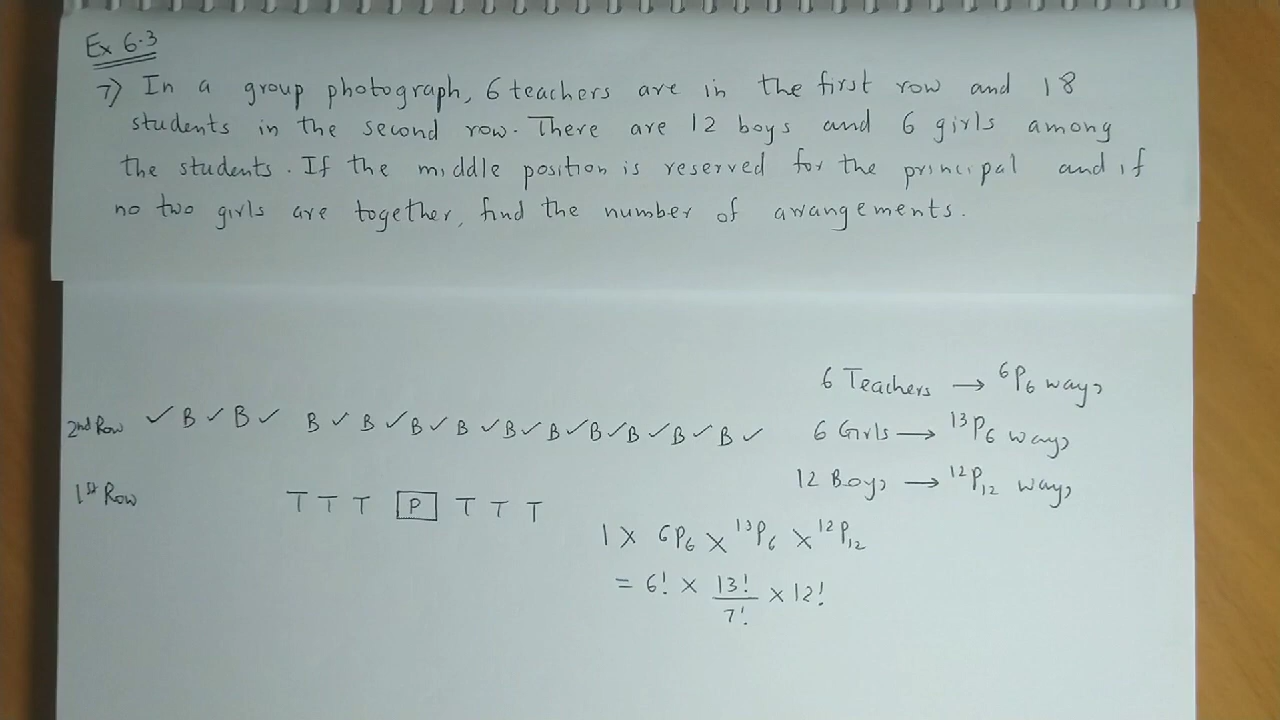 Ex 6.3
7) In a group photograph, 6 teachers are in the first row and 18
students in the second row. There are 12 boys and 6 girls among
the students. If the middle position is reserved for the principal and if
no two girls are together, find the number of arrangements.
6 Teachers → ⁶P₆ ways
2nd Row ✓ B ✓ B ✓ B ✓ B ✓ B ✓ B ✓ B ✓ B ✓ B ✓ B ✓ B ✓ B ✓
6 Girls → ¹³P₆ ways
12 Boys → ¹²P₁₂ ways
1st Row T T T P T T T
1 × 6P₆ × ¹³P₆ × ¹²P₁₂
= 6! × 13!/7! × 12!